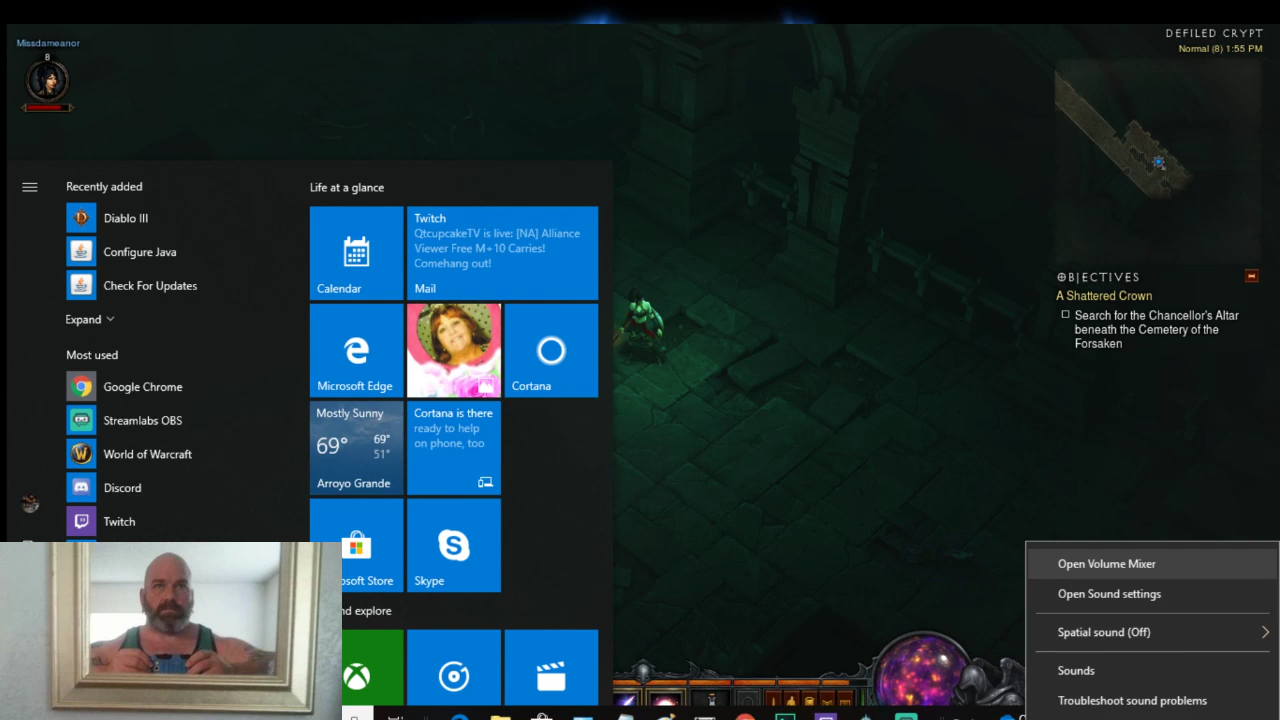 Missdameanor
8
DEFILED CRYPT
Normal (8) 1:55 PM
Recently added
Diablo III
Configure Java
Check For Updates
Expand
Most used
Google Chrome
Streamlabs OBS
World of Warcraft
Discord
Twitch
Life at a glance
Calendar
Twitch
QtcupcakeTV is live: [NA] Alliance
Viewer Free M+10 Carries!
Comehang out!
Mail
Microsoft Edge
Cortana
Mostly Sunny
69° 69°
51°
Arroyo Grande
Cortana is there
ready to help
on phone, too
osoft Store
Skype
nd explore
OBJECTIVES
A Shattered Crown
Search for the Chancellor's Altar
beneath the Cemetery of the
Forsaken
Open Volume Mixer
Open Sound settings
Spatial sound (Off)
Sounds
Troubleshoot sound problems